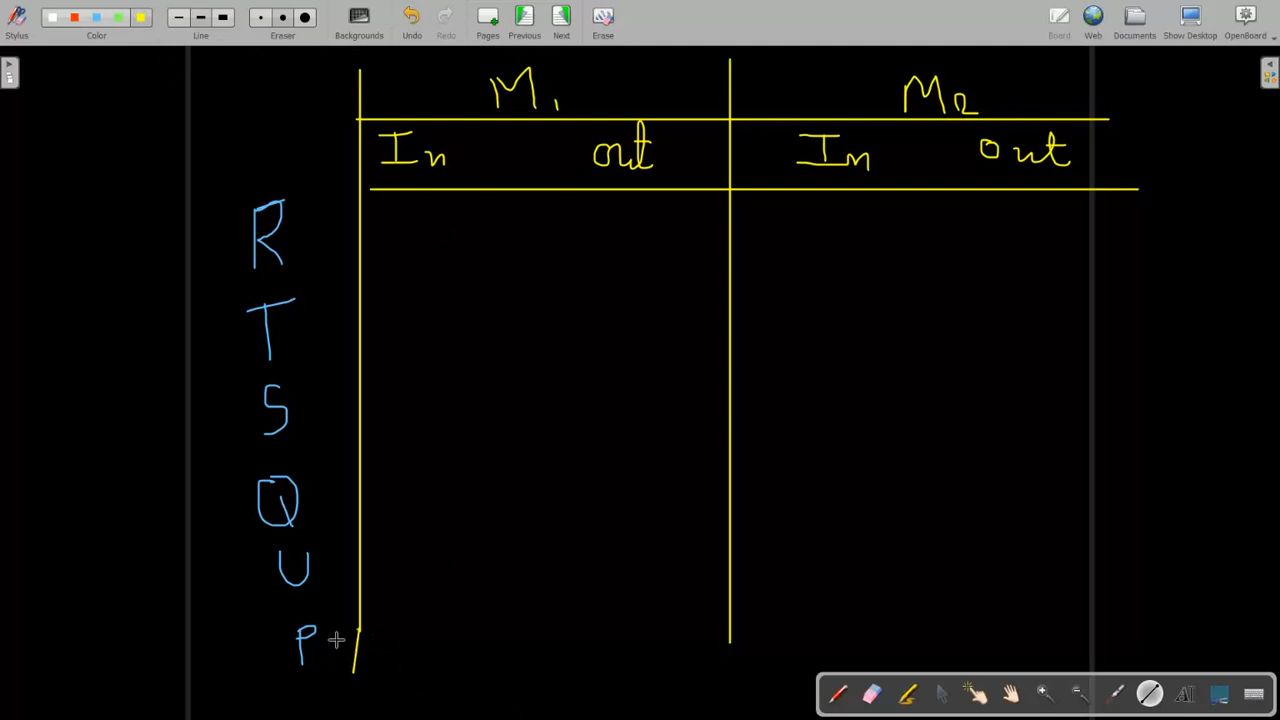 Stylus Color Line Eraser Backgrounds Undo Redo Pages Previous Next Erase Board Web Documents Show Desktop OpenBoard
M1 M2
In out In out
R
T
S
Q
U
P